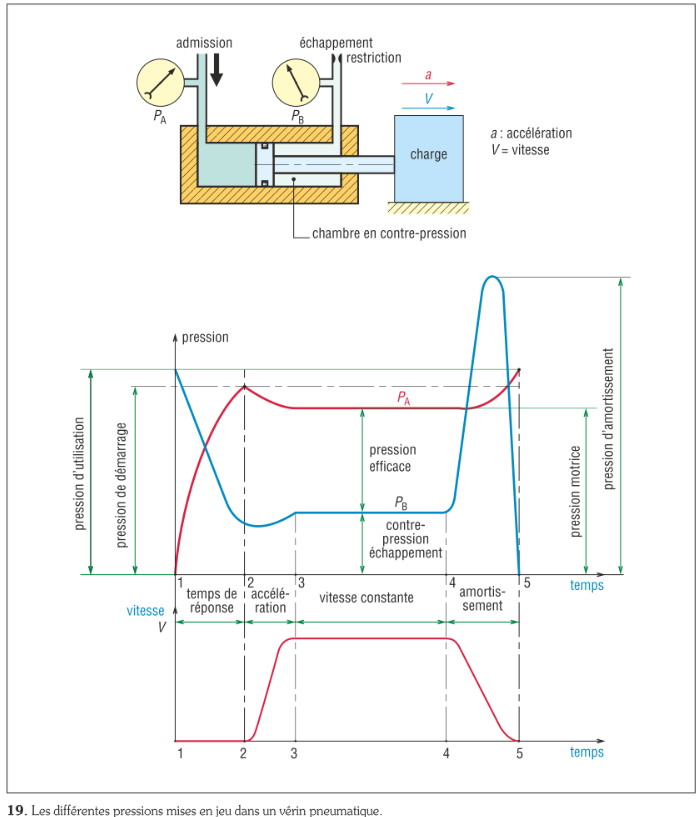 admission
échappement
restriction
P_A
P_B
a
V
charge
a : accélération
V = vitesse
chambre en contre-pression
pression
pression d'utilisation
pression de démarrage
P_A
pression
efficace
P_B
contre-
pression
échappement
pression motrice
pression d'amortissement
1 2 3 4 5
temps
temps de
réponse
accélé-
ration
vitesse constante
amortis-
sement
vitesse
V
1 2 3 4 5
temps
19. Les différentes pressions mises en jeu dans un vérin pneumatique.